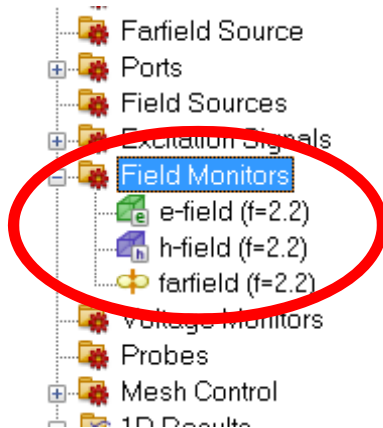 Farfield Source
Ports
Field Sources
Excitation Signals
Field Monitors
e-field (f=2.2)
h-field (f=2.2)
farfield (f=2.2)
Voltage Monitors
Probes
Mesh Control
1D Results